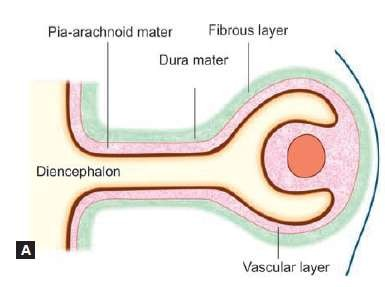 Pia-arachnoid mater
Fibrous layer
Dura mater
Diencephalon
A
Vascular layer